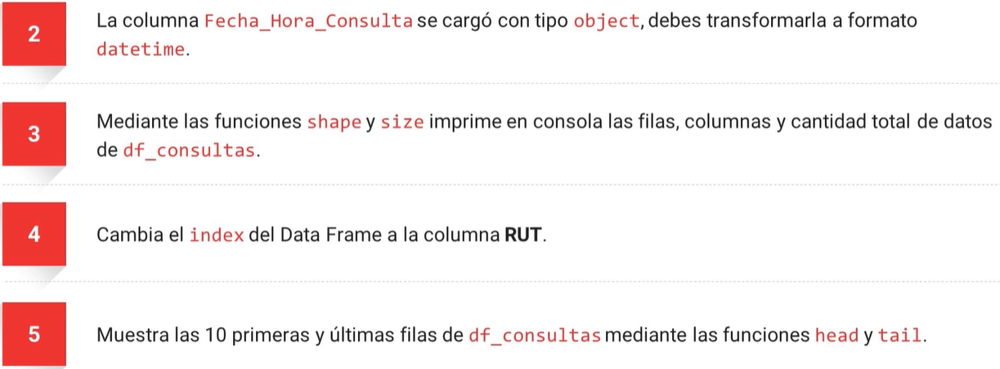 2
La columna Fecha_Hora_Consulta se cargó con tipo object, debes transformarla a formato
datetime.
3
Mediante las funciones shape y size imprime en consola las filas, columnas y cantidad total de datos
de df_consultas.
4
Cambia el index del Data Frame a la columna RUT.
5
Muestra las 10 primeras y últimas filas de df_consultas mediante las funciones head y tail.